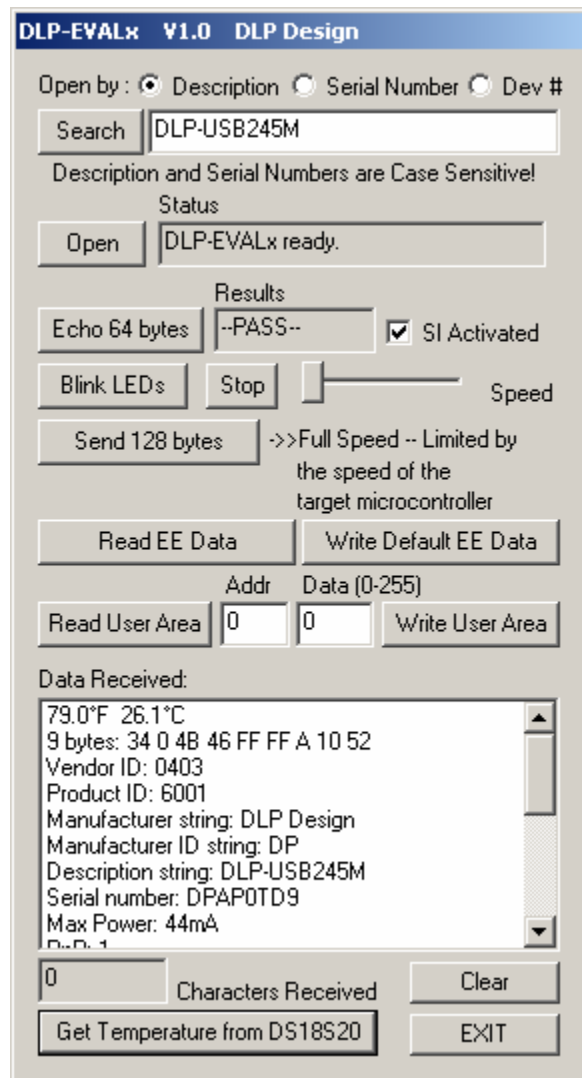 DLP-EVALx V1.0 DLP Design
Open by : Description Serial Number Dev #
Search DLP-USB245M
Description and Serial Numbers are Case Sensitive!
Status
Open DLP-EVALx ready.
Results
Echo 64 bytes --PASS-- SI Activated
Blink LEDs Stop Speed
Send 128 bytes ->>Full Speed -- Limited by
the speed of the
target microcontroller
Read EE Data Write Default EE Data
Addr Data (0-255)
Read User Area 0 0 Write User Area
Data Received:
79.0°F 26.1°C
9 bytes: 34 0 4B 46 FF FF A 10 52
Vendor ID: 0403
Product ID: 6001
Manufacturer string: DLP Design
Manufacturer ID string: DP
Description string: DLP-USB245M
Serial number: DPAP0TD9
Max Power: 44mA
PnP: 1
0 Characters Received Clear
Get Temperature from DS18S20 EXIT